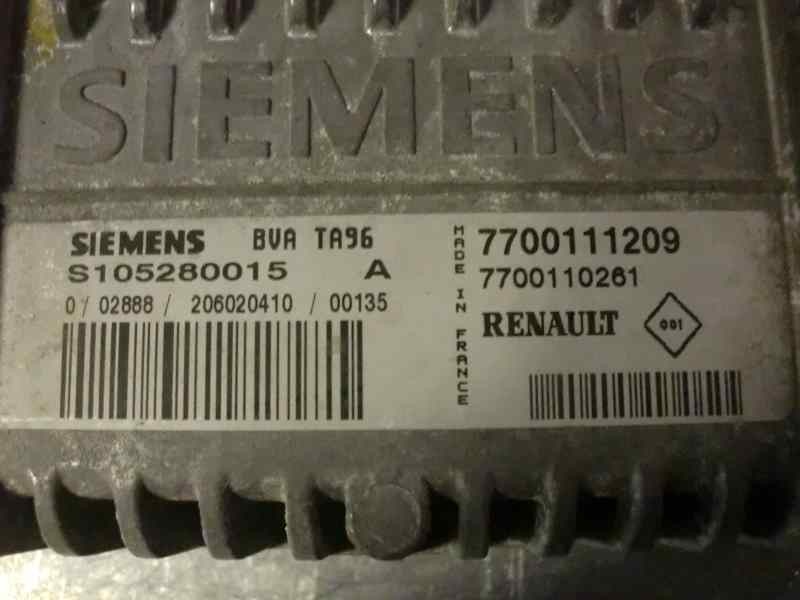 SIEMENS
SIEMENS BVA TA96
S105280015 A
0/ 02888 / 206020410 / 00135
MADE IN FRANCE
7700111209
7700110261
RENAULT 001